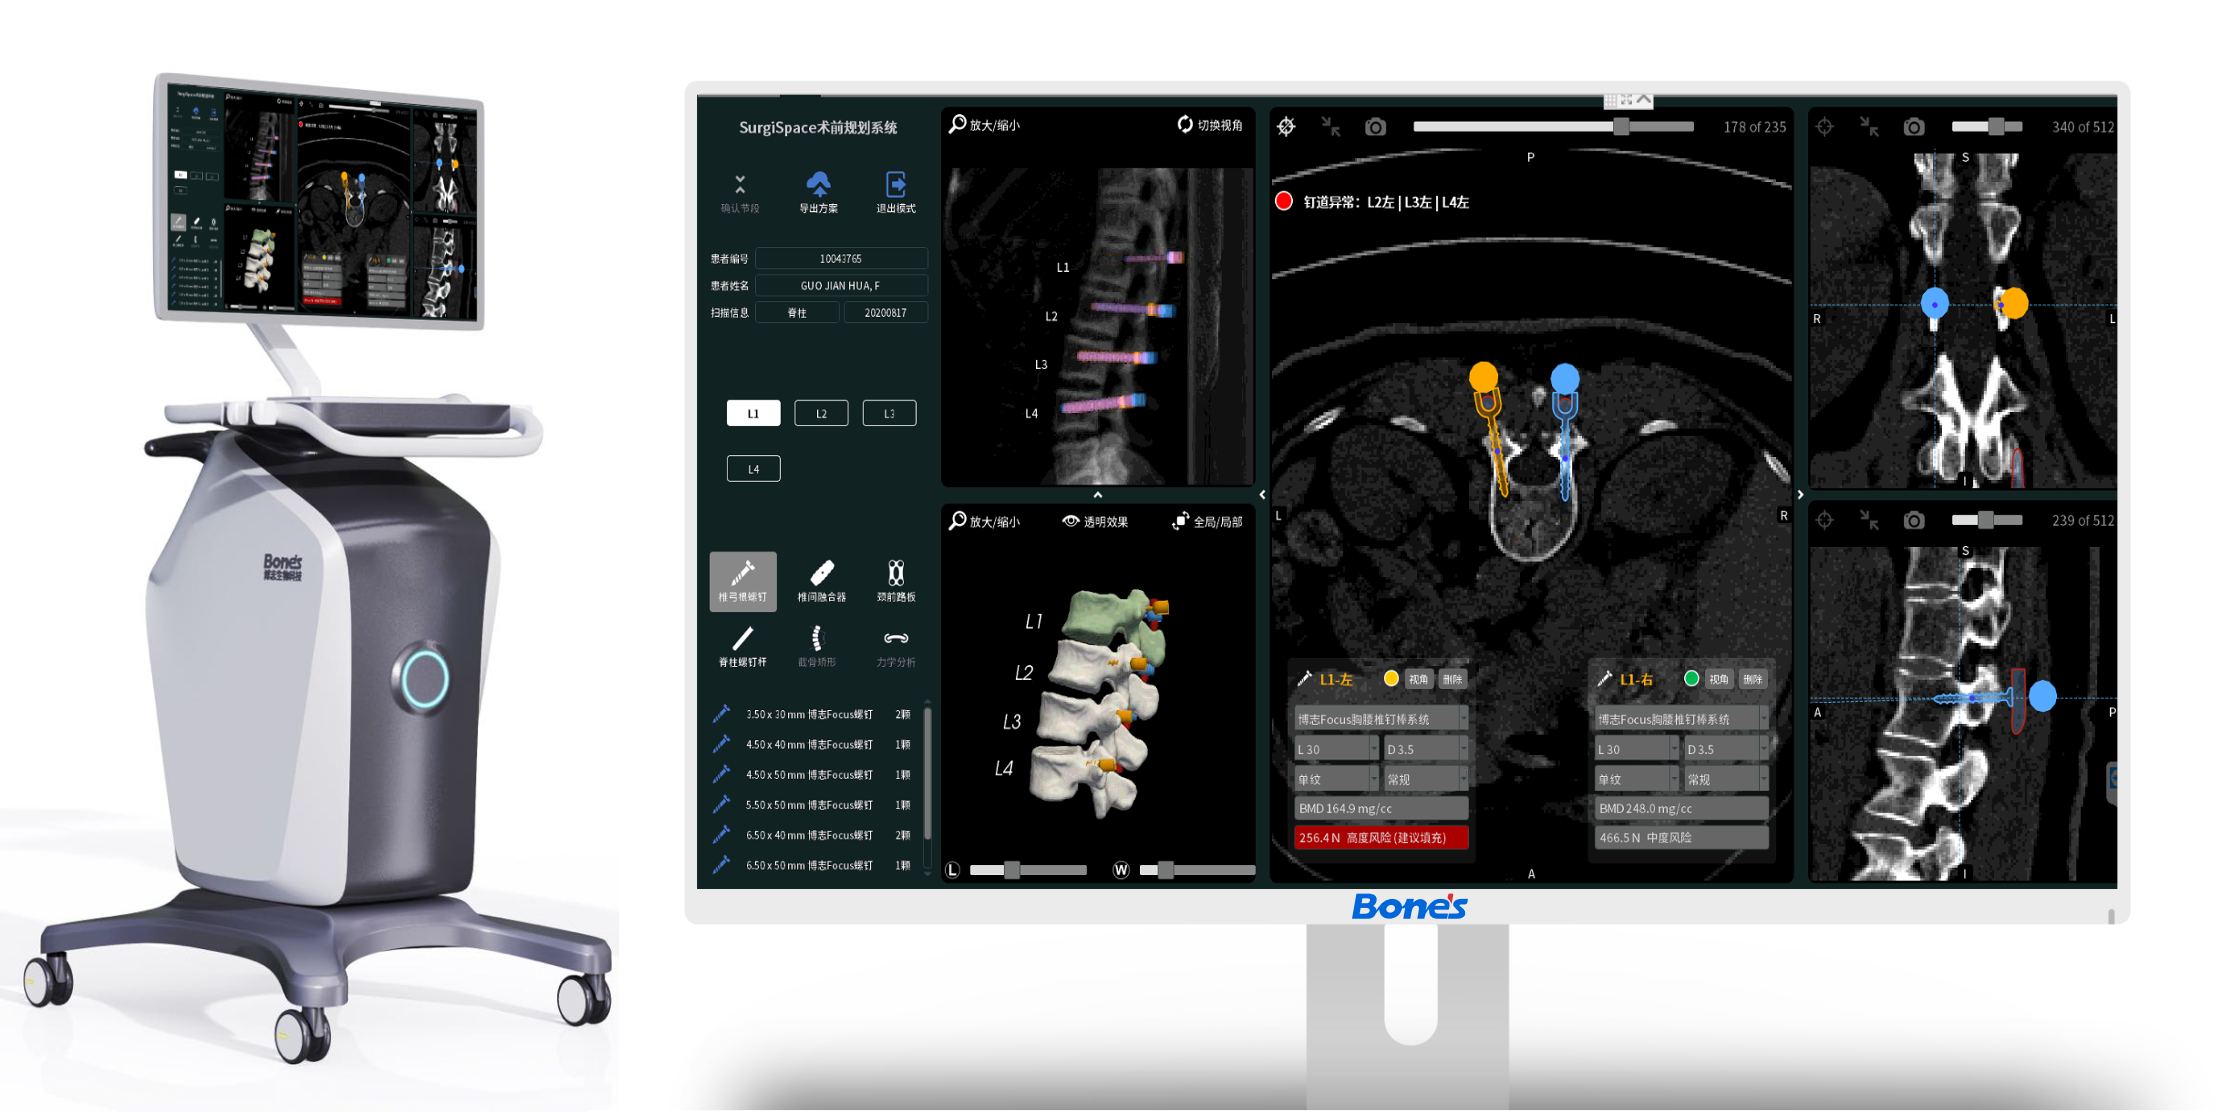 Bone's
博志生物科技
SurgiSpace术前规划系统
确认节段
导出方案
退出模式
患者编号
10043765
患者姓名
GUO JIAN HUA, F
扫描信息
脊柱
20200817
L1
L2
L3
L4
椎弓根螺钉
椎间融合器
颈前路板
脊柱螺钉杆
截骨矫形
力学分析
3.50 x 30 mm 博志Focus螺钉 2颗
4.50 x 40 mm 博志Focus螺钉 1颗
4.50 x 50 mm 博志Focus螺钉 1颗
5.50 x 50 mm 博志Focus螺钉 1颗
6.50 x 40 mm 博志Focus螺钉 2颗
6.50 x 50 mm 博志Focus螺钉 1颗
放大/缩小
切换视角
L1
L2
L3
L4
放大/缩小
透明效果
全局/局部
L1
L2
L3
L4
L
W
178 of 235
P
钉道异常：L2左 | L3左 | L4左
L
R
A
L1-左
视角
删除
博志Focus胸腰椎钉棒系统
L 30
D 3.5
单纹
常规
BMD 164.9 mg/cc
256.4 N 高度风险 (建议填充)
L1-右
视角
删除
博志Focus胸腰椎钉棒系统
L 30
D 3.5
单纹
常规
BMD 248.0 mg/cc
466.5 N 中度风险
340 of 512
S
R
L
I
239 of 512
S
A
P
I
Bone's